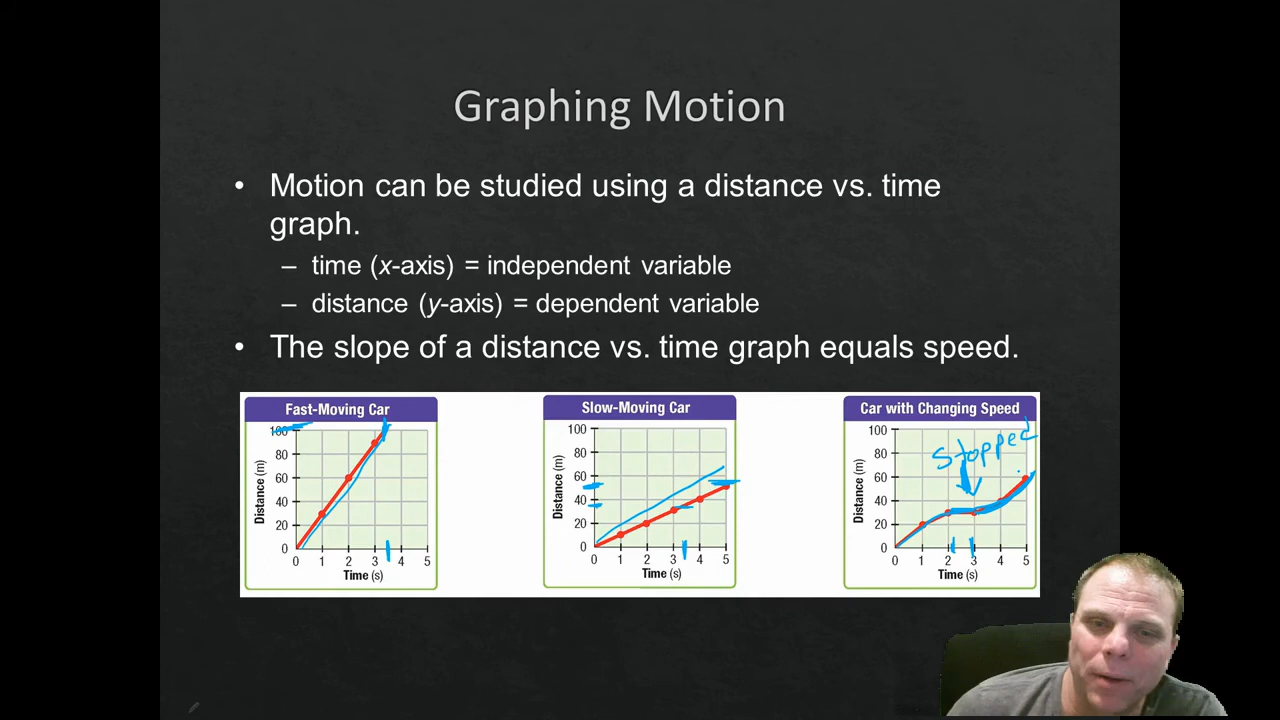 Graphing Motion
• Motion can be studied using a distance vs. time
graph.
– time (x-axis) = independent variable
– distance (y-axis) = dependent variable
• The slope of a distance vs. time graph equals speed.
Fast-Moving Car
100
80
60
40
20
0
Distance (m)
0 1 2 3 4 5
Time (s)
Slow-Moving Car
100
80
60
40
20
0
Distance (m)
0 1 2 3 4 5
Time (s)
Car with Changing Speed
100
80
60
40
20
0
Distance (m)
0 1 2 3 4 5
Time (s)
Stopped